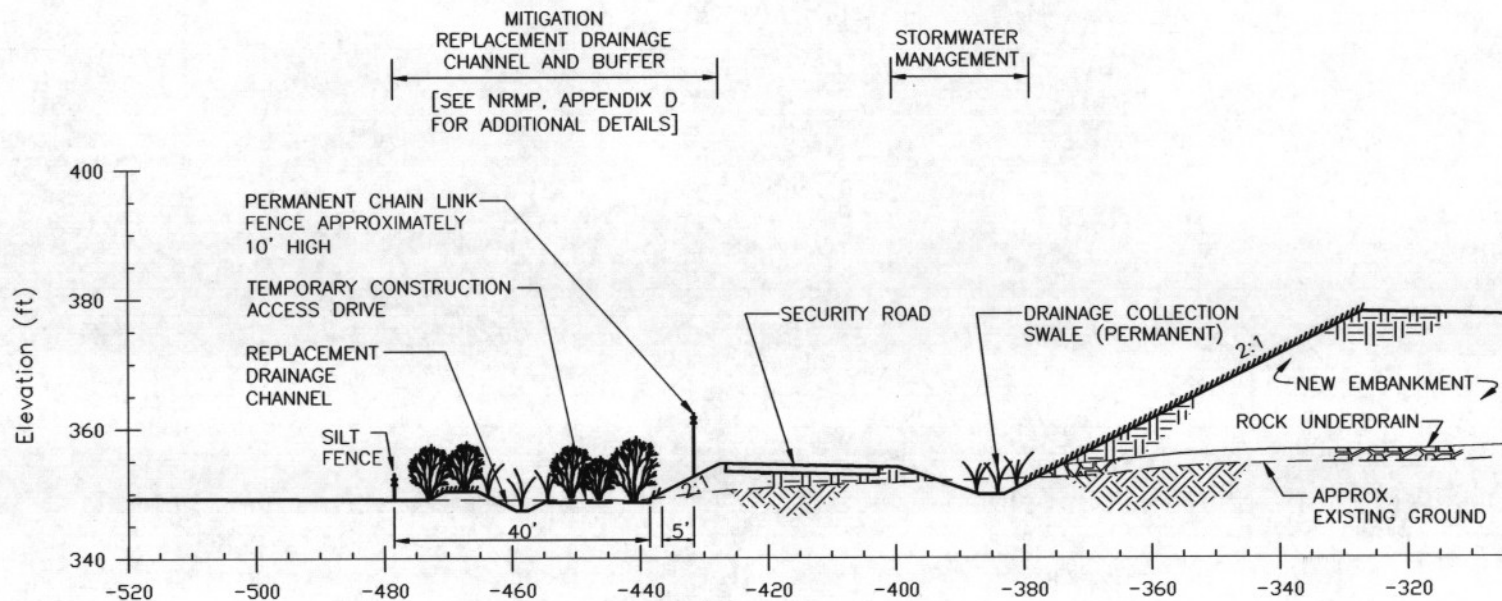 MITIGATION
REPLACEMENT DRAINAGE
CHANNEL AND BUFFER
[SEE NRMP, APPENDIX D
FOR ADDITIONAL DETAILS]
STORMWATER
MANAGEMENT
Elevation (ft)
400
380
360
340
PERMANENT CHAIN LINK
FENCE APPROXIMATELY
10' HIGH
TEMPORARY CONSTRUCTION
ACCESS DRIVE
REPLACEMENT
DRAINAGE
CHANNEL
SILT
FENCE
SECURITY ROAD
DRAINAGE COLLECTION
SWALE (PERMANENT)
2:1
NEW EMBANKMENT
ROCK UNDERDRAIN
APPROX.
EXISTING GROUND
2:1
40'
5'
-520 -500 -480 -460 -440 -420 -400 -380 -360 -340 -320